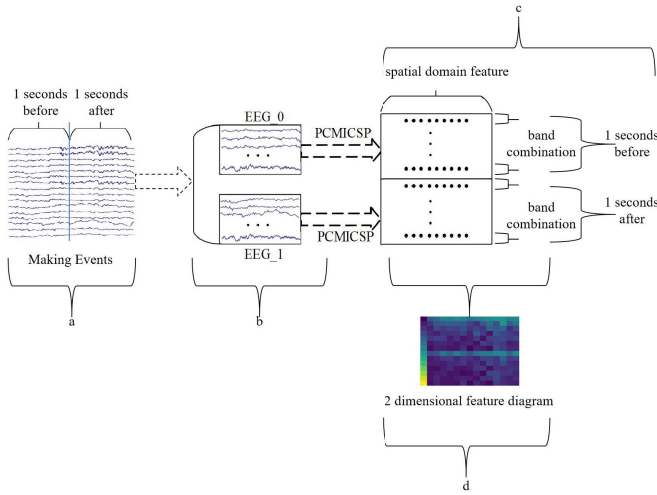 c
spatial domain feature
1 seconds
before
1 seconds
after
EEG_0
PCMICSP
band
combination
1 seconds
before
band
combination
1 seconds
after
PCMICSP
EEG_1
Making Events
a
b
2 dimensional feature diagram
d